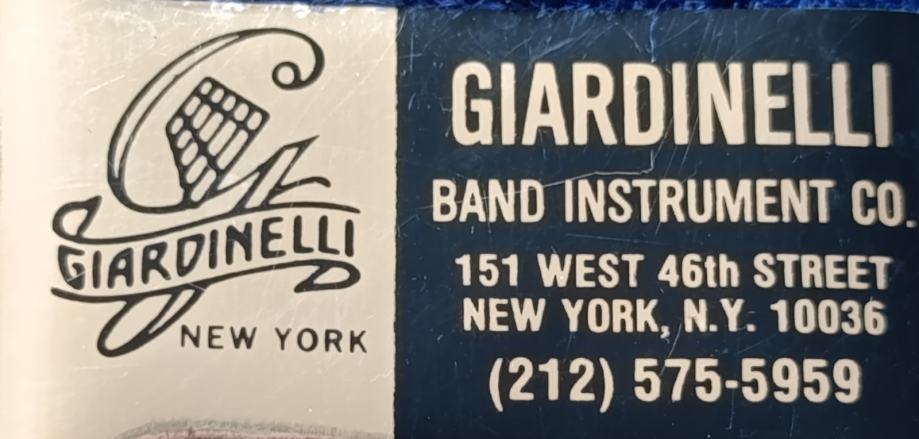 GIARDINELLI
NEW YORK
GIARDINELLI
BAND INSTRUMENT CO.
151 WEST 46th STREET
NEW YORK, N.Y. 10036
(212) 575-5959